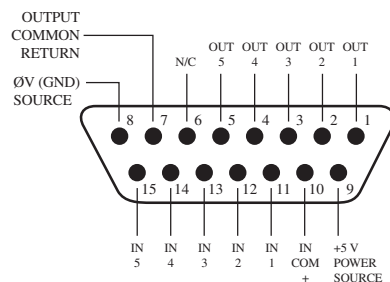 OUTPUT
COMMON
RETURN
ØV (GND)
SOURCE
N/C
OUT
5
OUT
4
OUT
3
OUT
2
OUT
1
8 7 6 5 4 3 2 1
15 14 13 12 11 10 9
IN
5
IN
4
IN
3
IN
2
IN
1
IN
COM
+
+5 V
POWER
SOURCE